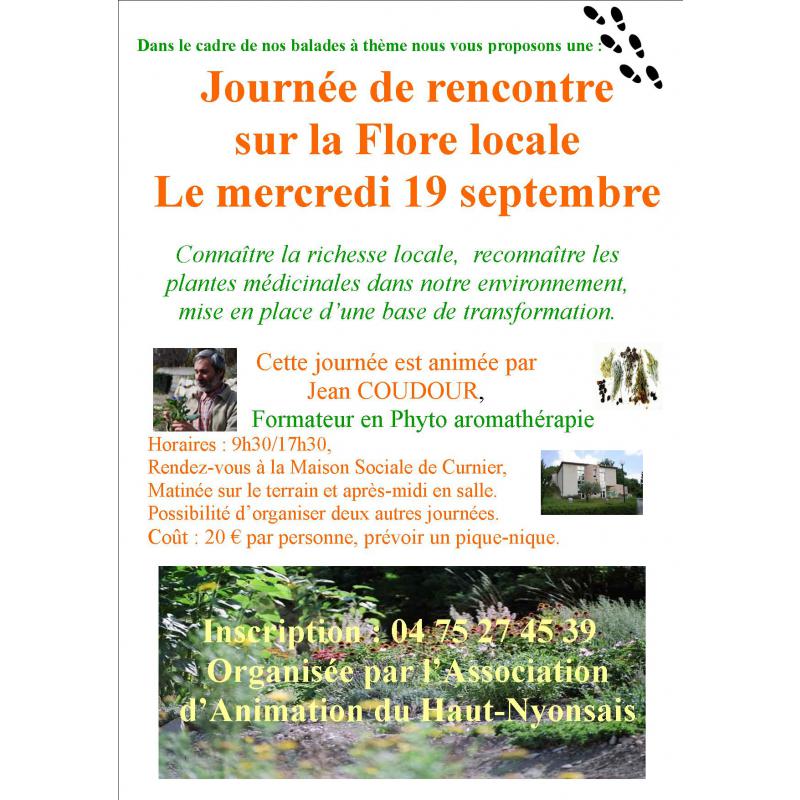 Dans le cadre de nos balades à thème nous vous proposons une :
Journée de rencontre
sur la Flore locale
Le mercredi 19 septembre
Connaître la richesse locale, reconnaître les
plantes médicinales dans notre environnement,
mise en place d'une base de transformation.
Cette journée est animée par
Jean COUDOUR,
Formateur en Phyto aromathérapie
Horaires : 9h30/17h30,
Rendez-vous à la Maison Sociale de Curnier,
Matinée sur le terrain et après-midi en salle.
Possibilité d'organiser deux autres journées.
Coût : 20 € par personne, prévoir un pique-nique.
Inscription : 04 75 27 45 39
Organisée par l'Association
d'Animation du Haut-Nyonsais